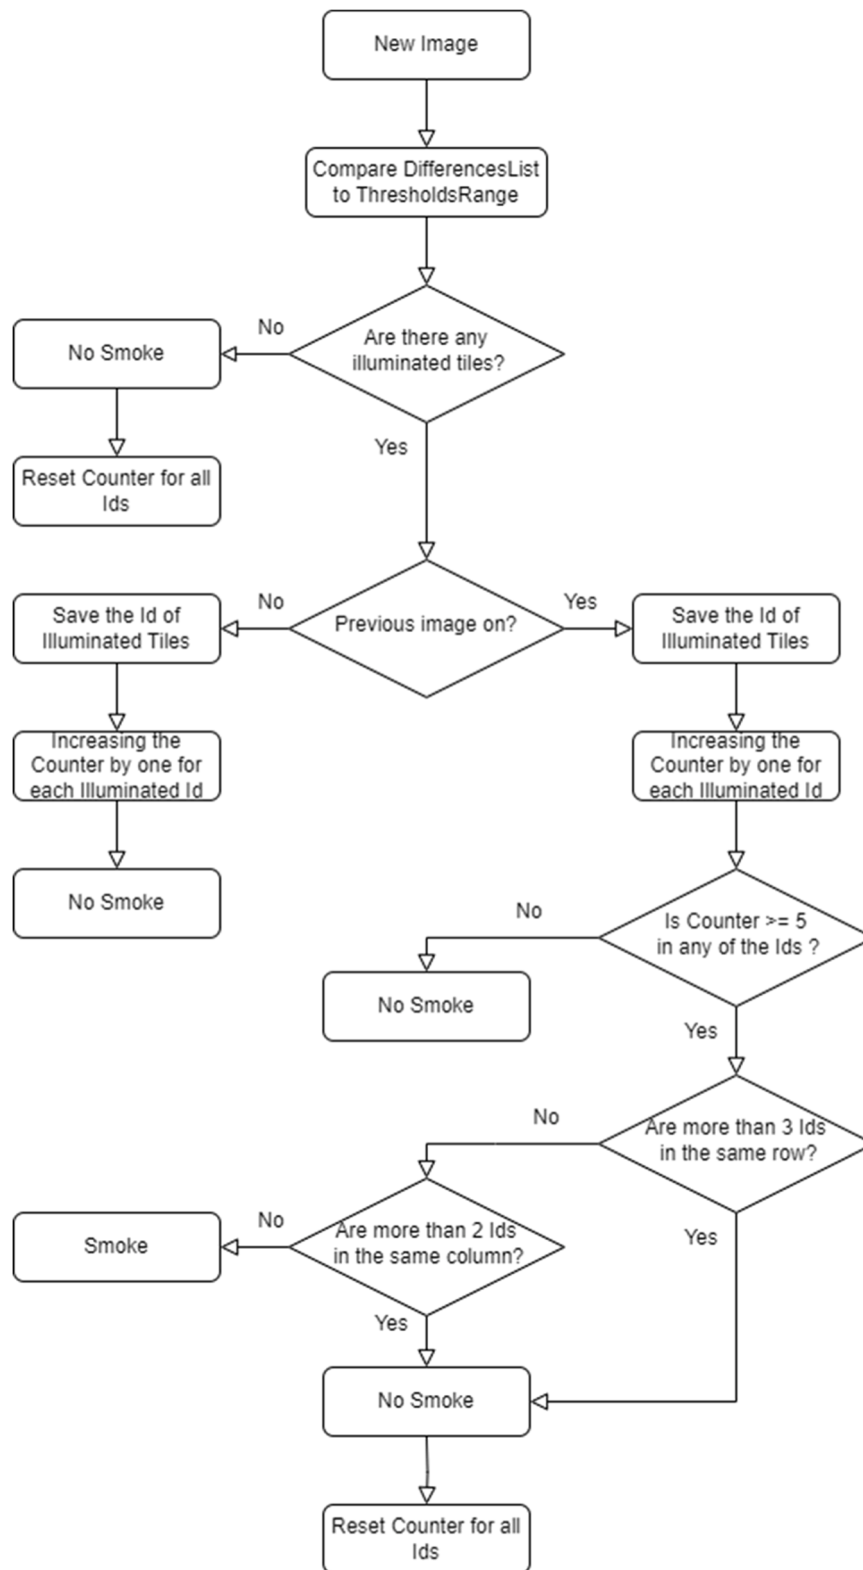 New Image
Compare DifferencesList
to ThresholdsRange
No
Are there any
illuminated tiles?
No Smoke
Yes
Reset Counter for all
Ids
No
Yes
Save the Id of
Illuminated Tiles
Previous image on?
Save the Id of
Illuminated Tiles
Increasing the
Counter by one for
each Illuminated Id
Increasing the
Counter by one for
each Illuminated Id
No Smoke
No
Is Counter >= 5
in any of the Ids ?
No Smoke
Yes
No
Are more than 3 Ids
in the same row?
Smoke
No
Are more than 2 Ids
in the same column?
Yes
Yes
No Smoke
Reset Counter for all
Ids